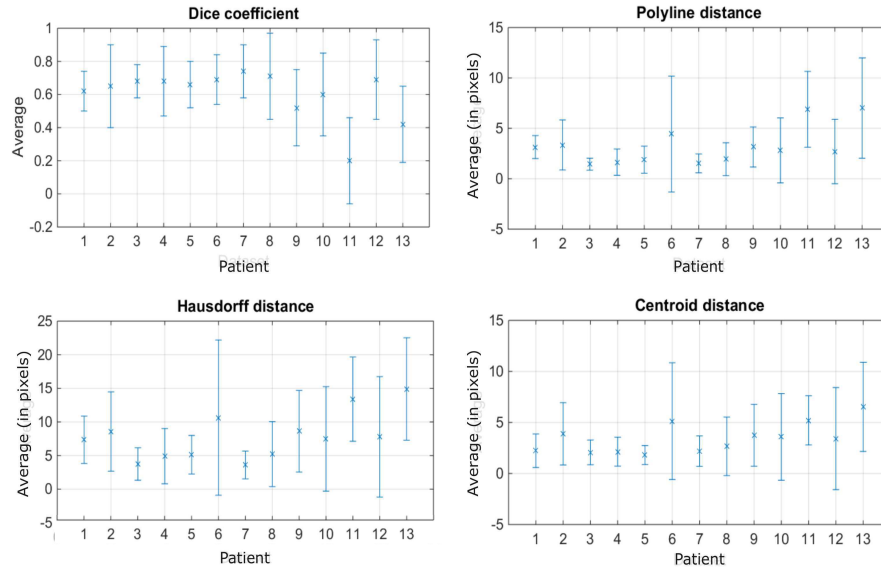 Dice coefficient
1
0.8
0.6
0.4
0.2
0
-0.2
Average
1 2 3 4 5 6 7 8 9 10 11 12 13
Patient
Polyline distance
15
10
5
0
-5
Average (in pixels)
1 2 3 4 5 6 7 8 9 10 11 12 13
Patient
Hausdorff distance
25
20
15
10
5
0
-5
Average (in pixels)
1 2 3 4 5 6 7 8 9 10 11 12 13
Patient
Centroid distance
15
10
5
0
-5
Average (in pixels)
1 2 3 4 5 6 7 8 9 10 11 12 13
Patient